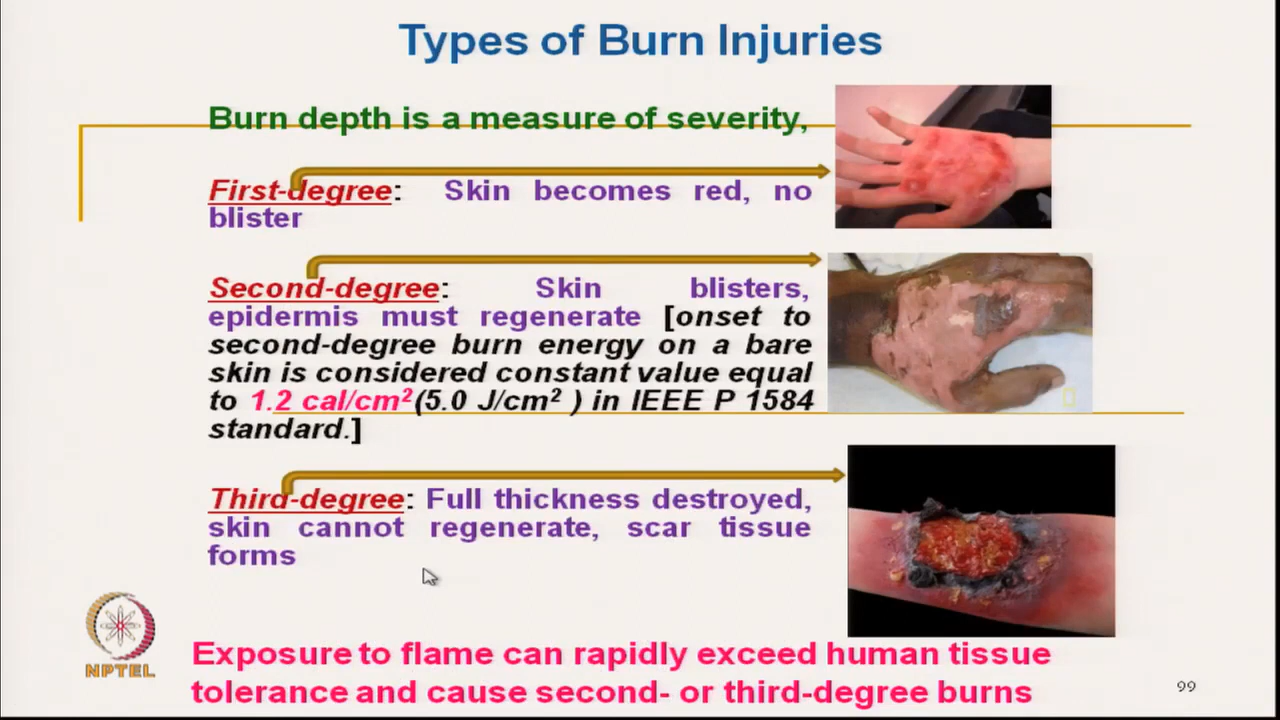 Types of Burn Injuries
Burn depth is a measure of severity,
First-degree: Skin becomes red, no
blister
Second-degree: Skin blisters,
epidermis must regenerate [onset to
second-degree burn energy on a bare
skin is considered constant value equal
to 1.2 cal/cm² (5.0 J/cm² ) in IEEE P 1584
standard.]
Third-degree: Full thickness destroyed,
skin cannot regenerate, scar tissue
forms
Exposure to flame can rapidly exceed human tissue
tolerance and cause second- or third-degree burns
NPTEL
99